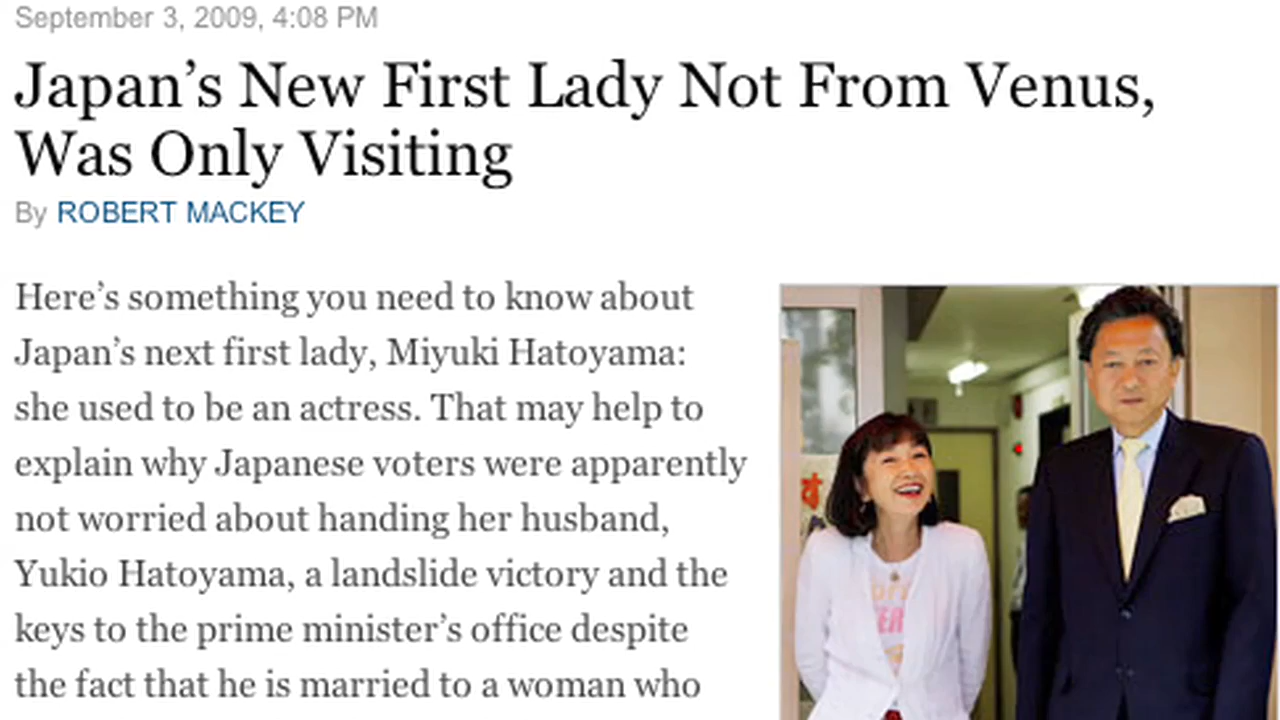 September 3, 2009, 4:08 PM
Japan’s New First Lady Not From Venus,
Was Only Visiting
By ROBERT MACKEY
Here’s something you need to know about
Japan’s next first lady, Miyuki Hatoyama:
she used to be an actress. That may help to
explain why Japanese voters were apparently
not worried about handing her husband,
Yukio Hatoyama, a landslide victory and the
keys to the prime minister’s office despite
the fact that he is married to a woman who
す